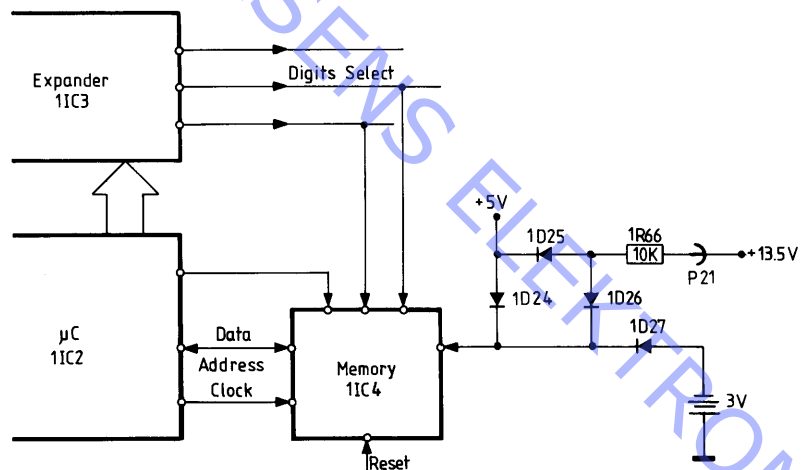 Expander
1IC3
Digits Select
µC
1IC2
Data
Address
Clock
Memory
1IC4
Reset
+5V
1D25
1R66
10K
P21
+13.5V
1D24
1D26
1D27
3V
SENS ELEKTRON